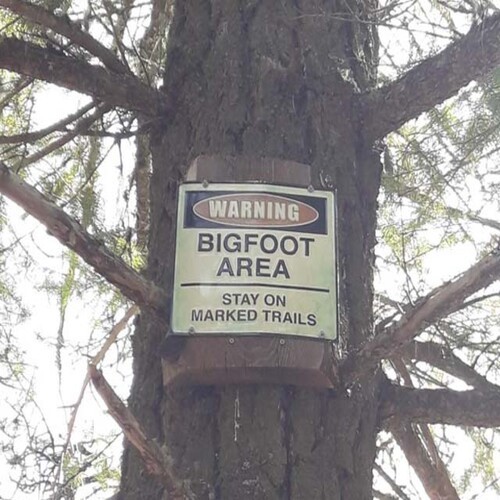 WARNING
BIGFOOT
AREA
STAY ON
MARKED TRAILS